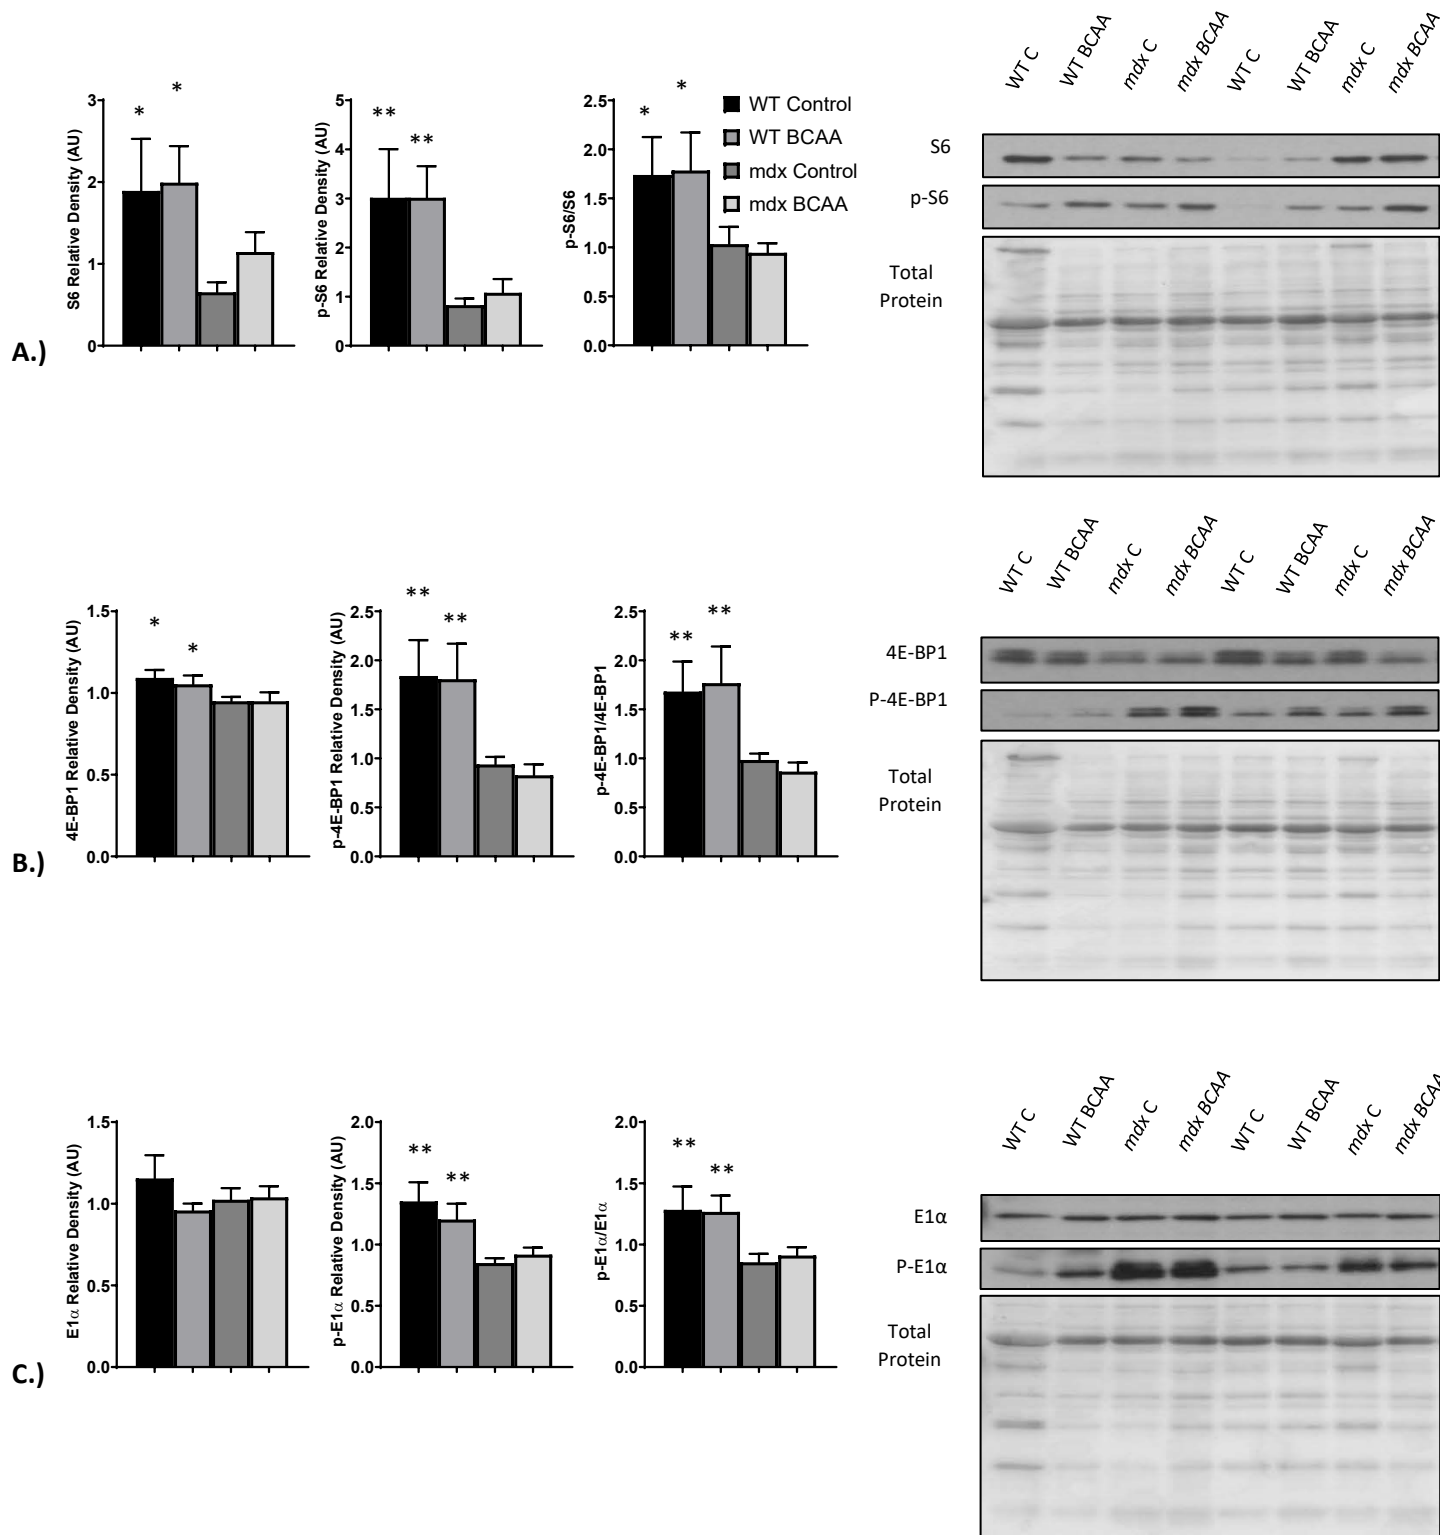 WT C
WT BCAA
mdx C
mdx BCAA
WT C
WT BCAA
mdx C
mdx BCAA
S6 Relative Density (AU)
3
2
1
0
*
*
p-S6 Relative Density (AU)
5
4
3
2
1
0
**
**
p-S6/S6
2.5
2.0
1.5
1.0
0.5
0.0
*
*
WT Control
WT BCAA
mdx Control
mdx BCAA
S6
p-S6
Total
Protein
A.)
WT C
WT BCAA
mdx C
mdx BCAA
WT C
WT BCAA
mdx C
mdx BCAA
4E-BP1 Relative Density (AU)
1.5
1.0
0.5
0.0
*
*
p-4E-BP1 Relative Density (AU)
2.5
2.0
1.5
1.0
0.5
0.0
**
**
p-4E-BP1/4E-BP1
2.5
2.0
1.5
1.0
0.5
0.0
**
**
4E-BP1
P-4E-BP1
Total
Protein
B.)
WT C
WT BCAA
mdx C
mdx BCAA
WT C
WT BCAA
mdx C
mdx BCAA
E1α Relative Density (AU)
1.5
1.0
0.5
0.0
p-E1α Relative Density (AU)
2.0
1.5
1.0
0.5
0.0
**
**
p-E1α/E1α
2.0
1.5
1.0
0.5
0.0
**
**
E1α
P-E1α
Total
Protein
C.)